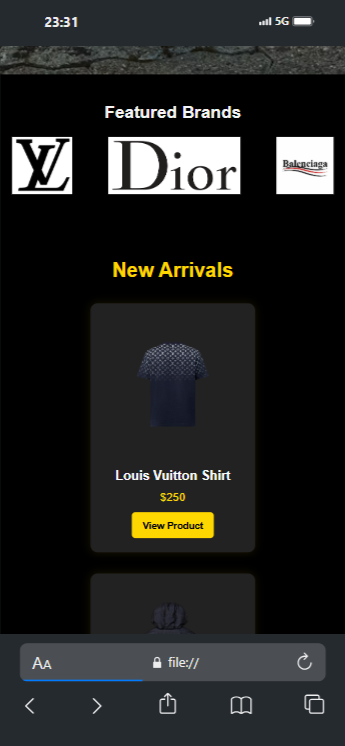 23:31
5G
Featured Brands
LV
Dior
Balenciaga
New Arrivals
Louis Vuitton Shirt
$250
View Product
AA
file://